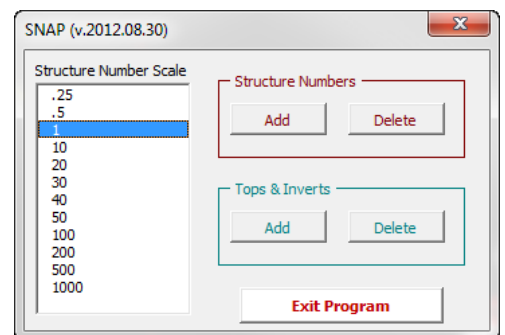 SNAP (v.2012.08.30)
x
Structure Number Scale
.25
.5
1
10
20
30
40
50
100
200
500
1000
Structure Numbers
Add Delete
Tops & Inverts
Add Delete
Exit Program